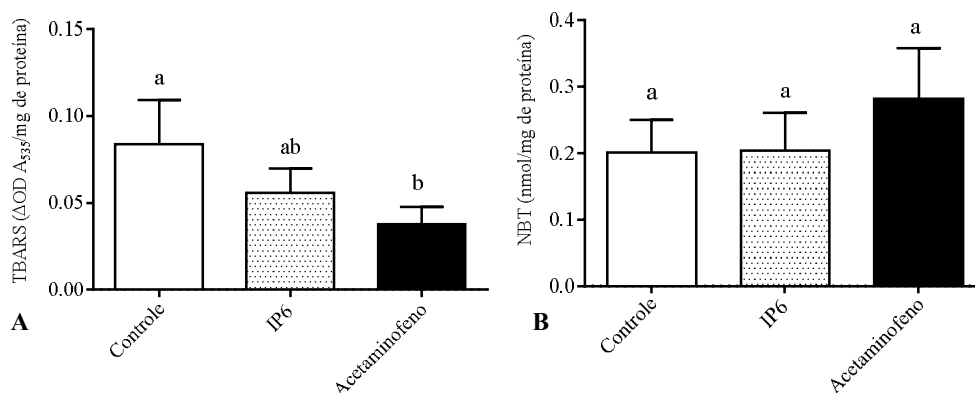 TBARS (ΔOD A₅₃₅/mg de proteína)
0.15
0.10
0.05
0.00
a
ab
b
Controle
IP6
Acetaminofeno
A
NBT (nmol/mg de proteína)
0.4
0.3
0.2
0.1
0.0
a
a
a
Controle
IP6
Acetaminofeno
B